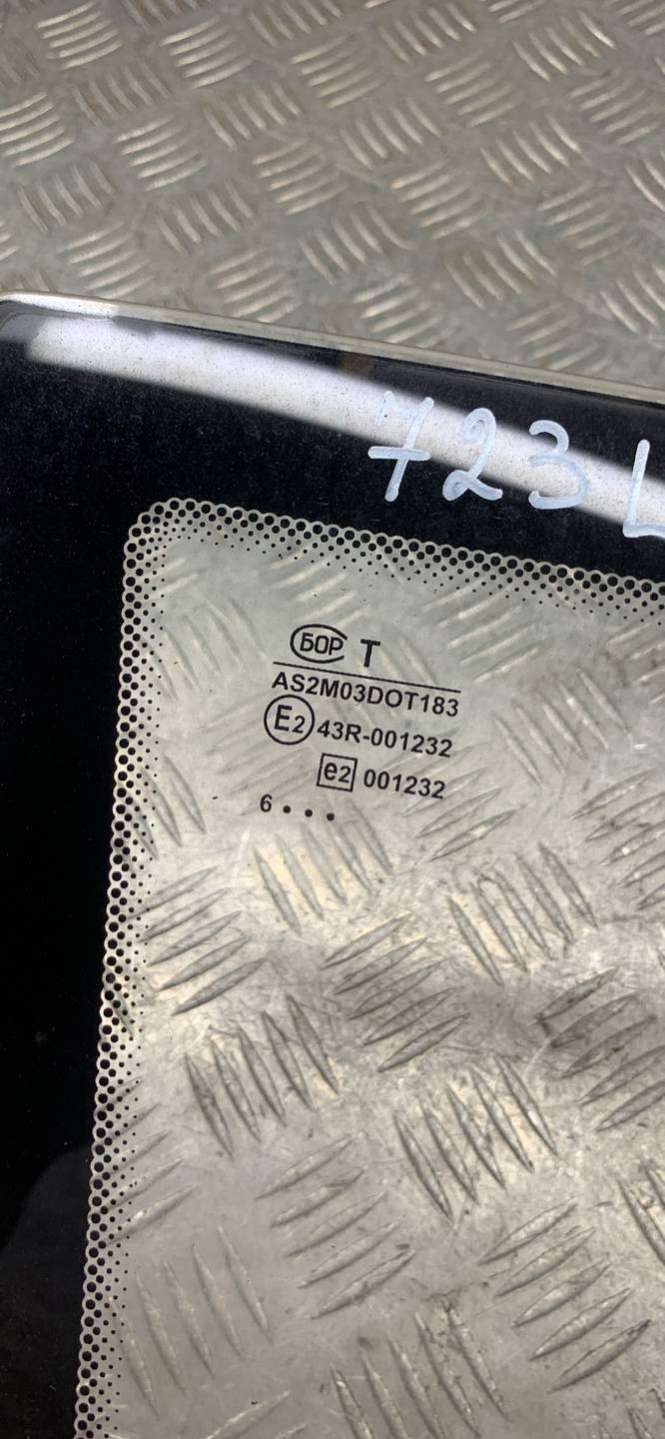 723L
БОР T
AS2M03DOT183
E2 43R-001232
e2 001232
6 • • •